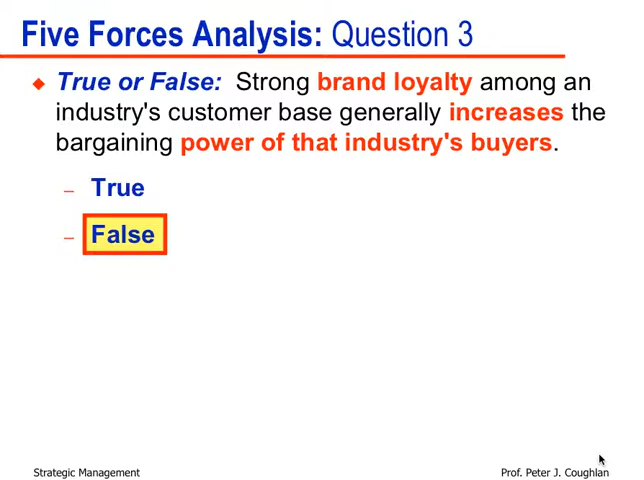 Five Forces Analysis: Question 3
◆ True or False: Strong brand loyalty among an
industry's customer base generally increases the
bargaining power of that industry's buyers.
– True
– False
Strategic Management
Prof. Peter J. Coughlan